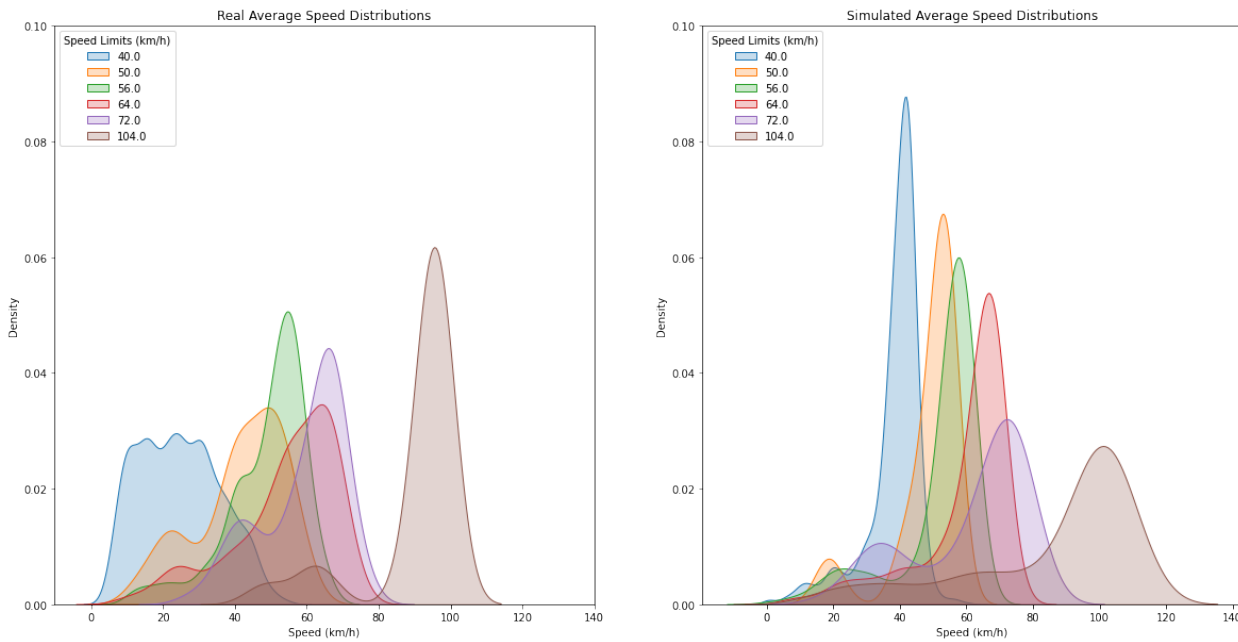 Real Average Speed Distributions
0.10
0.08
0.06
0.04
0.02
0.00
Density
Speed Limits (km/h)
40.0
50.0
56.0
64.0
72.0
104.0
0 20 40 60 80 100 120 140
Speed (km/h)
Simulated Average Speed Distributions
0.10
0.08
0.06
0.04
0.02
0.00
Density
Speed Limits (km/h)
40.0
50.0
56.0
64.0
72.0
104.0
0 20 40 60 80 100 120 140
Speed (km/h)